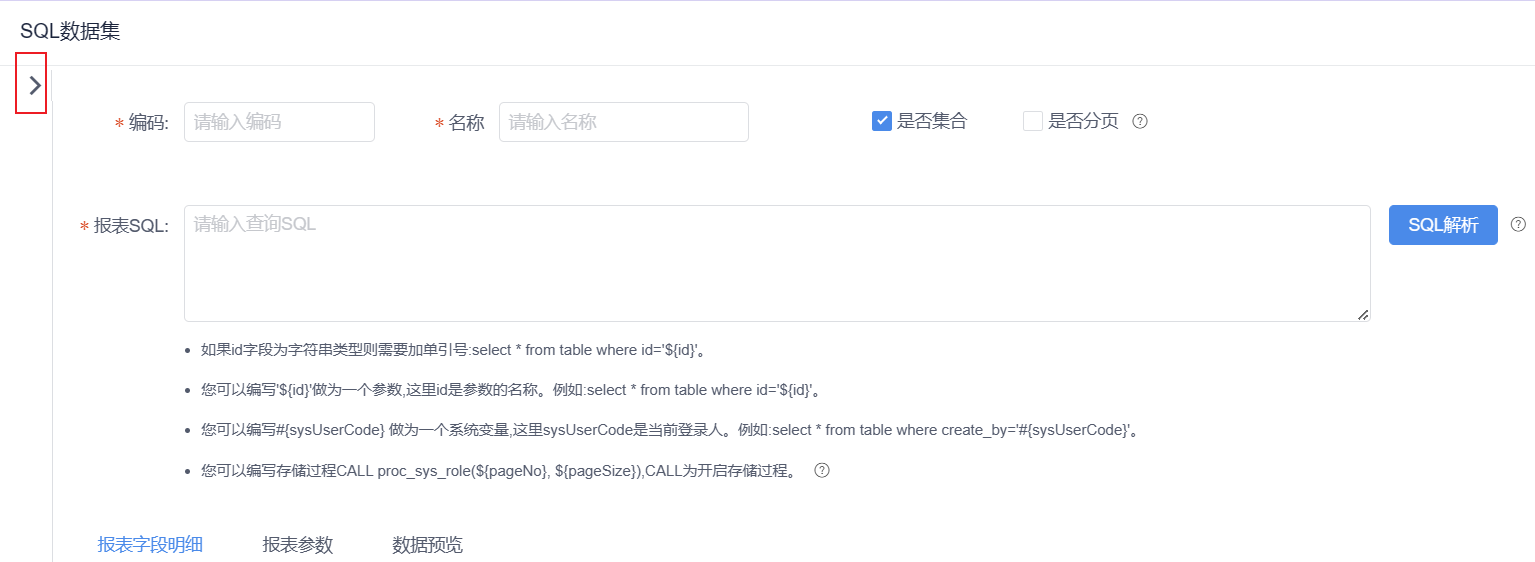 SQL数据集
* 编码: 请输入编码 * 名称 请输入名称 是否集合 是否分页
* 报表SQL: 请输入查询SQL SQL解析
如果id字段为字符串类型则需要加单引号:select * from table where id='${id}'。
您可以编写'${id}'做为一个参数,这里id是参数的名称。例如:select * from table where id='${id}'。
您可以编写#{sysUserCode} 做为一个系统变量,这里sysUserCode是当前登录人。例如:select * from table where create_by='#{sysUserCode}'。
您可以编写存储过程CALL proc_sys_role(${pageNo}, ${pageSize}),CALL为开启存储过程。
报表字段明细 报表参数 数据预览